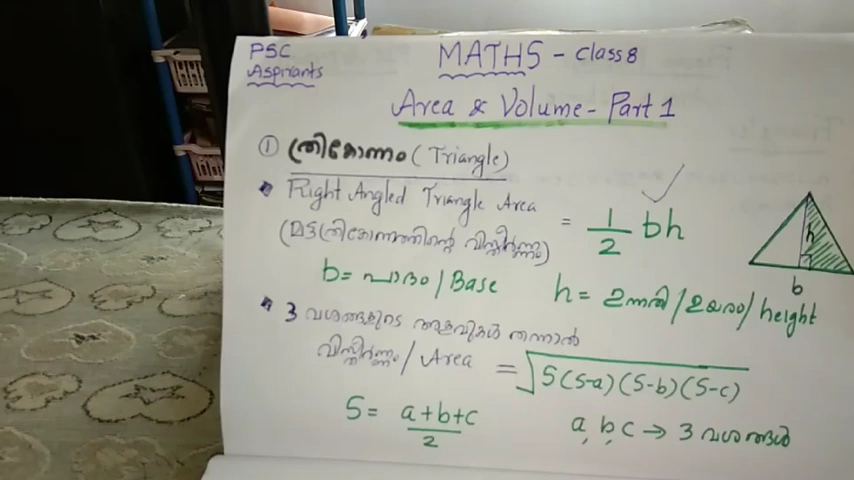 PSC
Aspirants
MATHS - class 8
Area & Volume - Part 1
① ത്രികോണം (Triangle)
Right Angled Triangle Area
(മട്ടത്രികോണത്തിന്റെ വിസ്തീർണ്ണം)
= 1/2 bh
b = പാദം / Base
h = ഉന്നതി / ഉയരം / height
h
b
3 വശങ്ങളുടെ അളവുകൾ തന്നാൽ
വിസ്തീർണ്ണം / Area = √S(S-a)(S-b)(S-c)
S = a+b+c/2
a, b, c → 3 വശങ്ങൾ